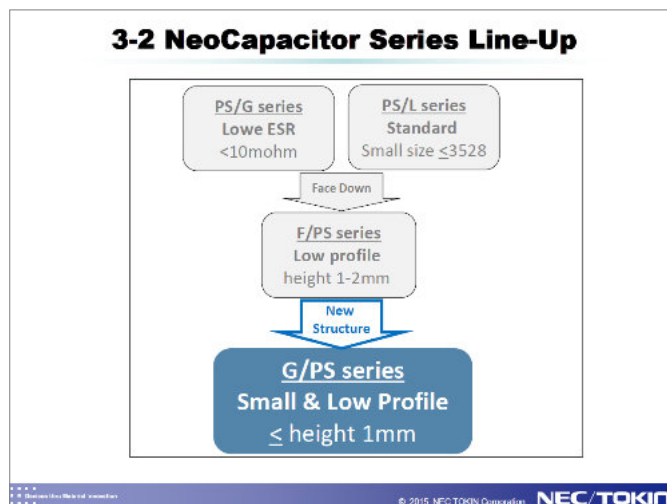 3-2 NeoCapacitor Series Line-Up
PS/G series
Lowe ESR
<10mohm
PS/L series
Standard
Small size ≤3528
Face Down
F/PS series
Low profile
height 1-2mm
New
Structure
G/PS series
Small & Low Profile
≤ height 1mm
© 2015 NEC TOKIN Corporation
NEC/TOKIN